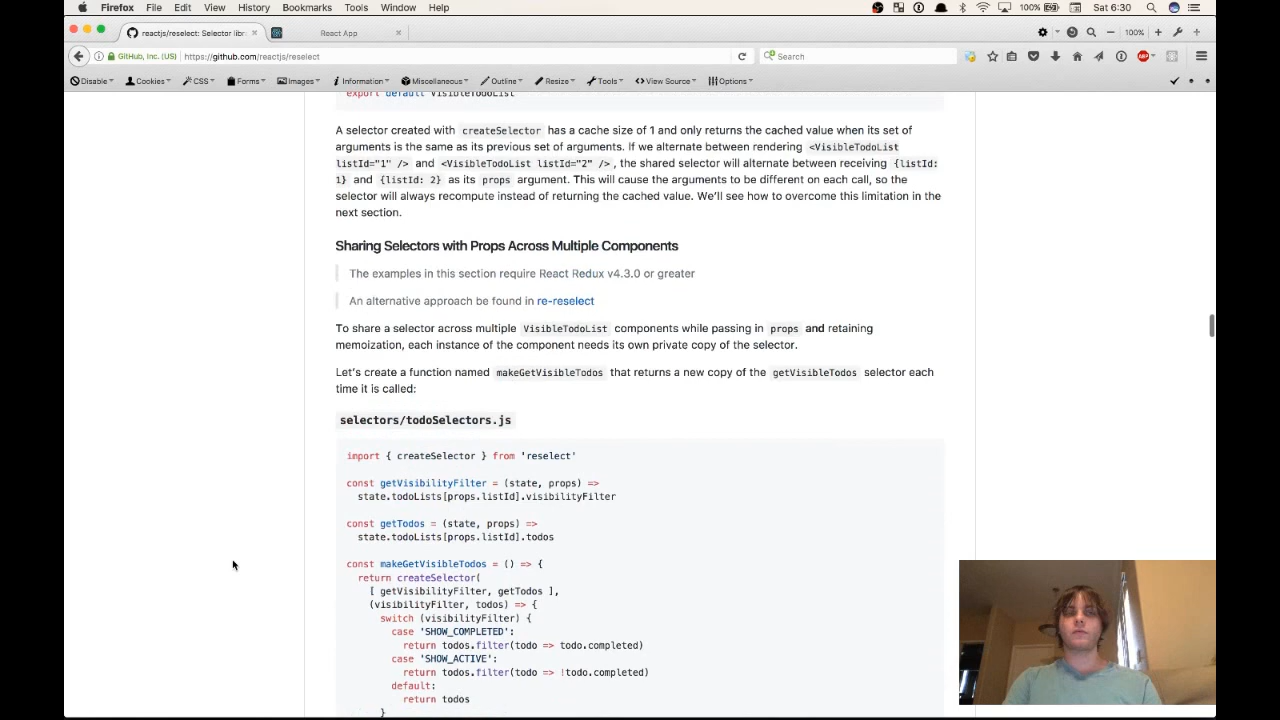 Firefox File Edit View History Bookmarks Tools Window Help 100% Sat 6:30
reactjs/reselect: Selector libr × React App ×
100%
GitHub, Inc. (US) https://github.com/reactjs/reselect Search
Disable Cookies CSS Forms Images Information Miscellaneous Outline Resize Tools View Source Options
export default VisibleTodoList
A selector created with createSelector has a cache size of 1 and only returns the cached value when its set of
arguments is the same as its previous set of arguments. If we alternate between rendering <VisibleTodoList
listId="1" /> and <VisibleTodoList listId="2" />, the shared selector will alternate between receiving {listId:
1} and {listId: 2} as its props argument. This will cause the arguments to be different on each call, so the
selector will always recompute instead of returning the cached value. We'll see how to overcome this limitation in the
next section.
Sharing Selectors with Props Across Multiple Components
The examples in this section require React Redux v4.3.0 or greater
An alternative approach be found in re-reselect
To share a selector across multiple VisibleTodoList components while passing in props and retaining
memoization, each instance of the component needs its own private copy of the selector.
Let's create a function named makeGetVisibleTodos that returns a new copy of the getVisibleTodos selector each
time it is called:
selectors/todoSelectors.js
import { createSelector } from 'reselect'
const getVisibilityFilter = (state, props) =>
state.todoLists[props.listId].visibilityFilter
const getTodos = (state, props) =>
state.todoLists[props.listId].todos
const makeGetVisibleTodos = () => {
return createSelector(
[ getVisibilityFilter, getTodos ],
(visibilityFilter, todos) => {
switch (visibilityFilter) {
case 'SHOW_COMPLETED':
return todos.filter(todo => todo.completed)
case 'SHOW_ACTIVE':
return todos.filter(todo => !todo.completed)
default:
return todos
}